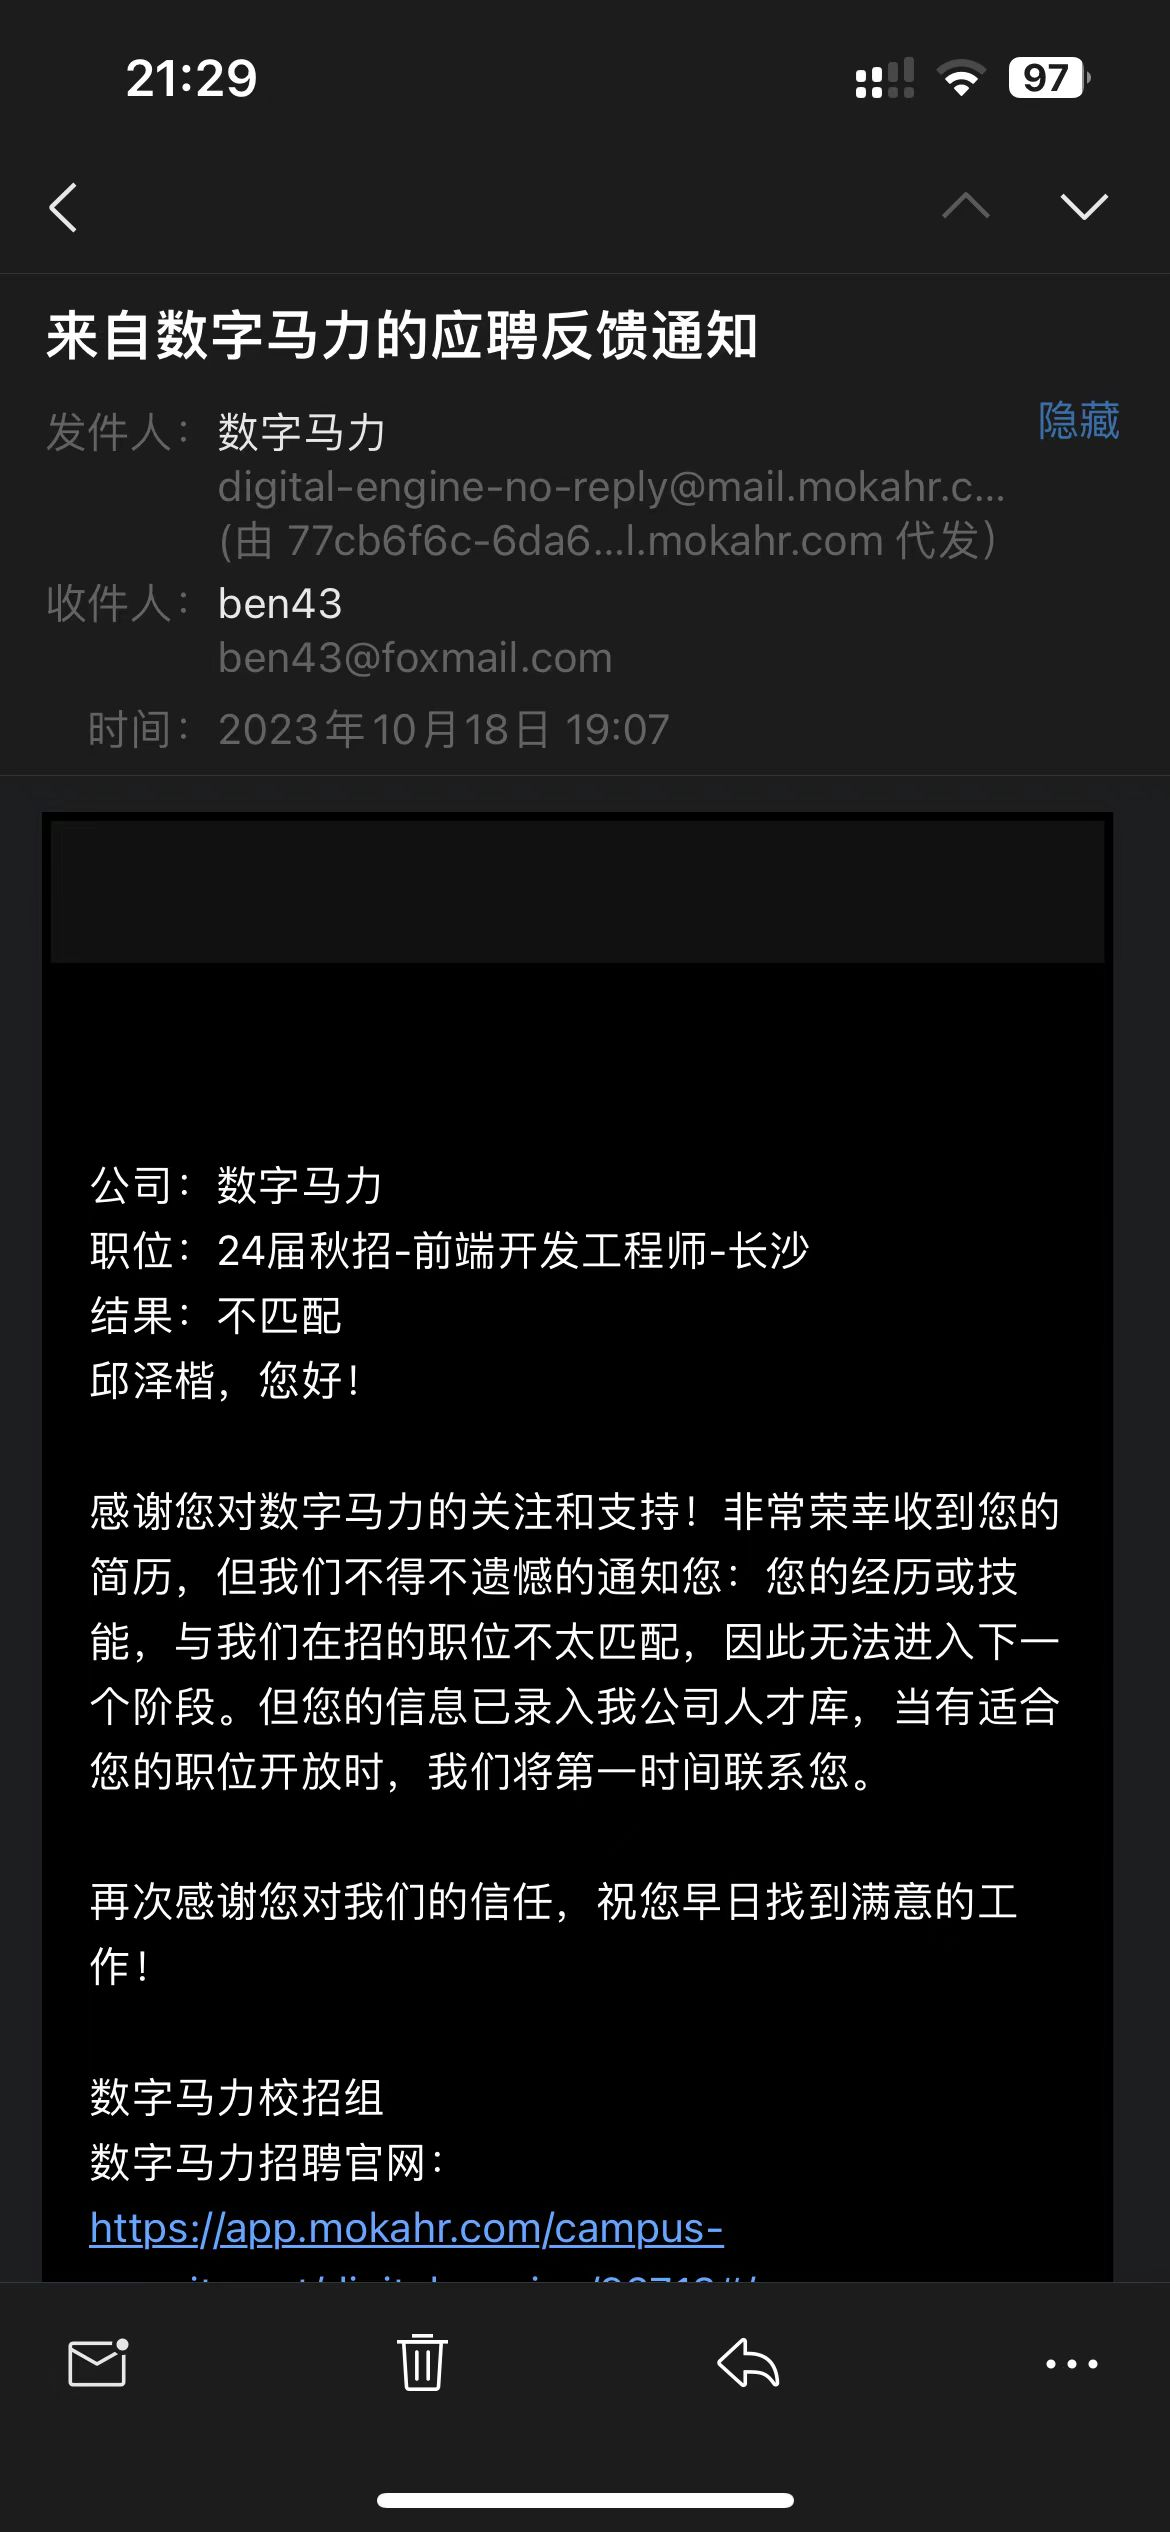 21:29
97
来自数字马力的应聘反馈通知
发件人：数字马力
隐藏
digital-engine-no-reply@mail.mokahr.c...
(由 77cb6f6c-6da6...l.mokahr.com 代发)
收件人：ben43
ben43@foxmail.com
时间：2023年10月18日 19:07
公司：数字马力
职位：24届秋招-前端开发工程师-长沙
结果：不匹配
邱泽楷，您好！
感谢您对数字马力的关注和支持！非常荣幸收到您的
简历，但我们不得不遗憾的通知您：您的经历或技
能，与我们在招的职位不太匹配，因此无法进入下一
个阶段。但您的信息已录入我公司人才库，当有适合
您的职位开放时，我们将第一时间联系您。
再次感谢您对我们的信任，祝您早日找到满意的工
作！
数字马力校招组
数字马力招聘官网：
https://app.mokahr.com/campus-